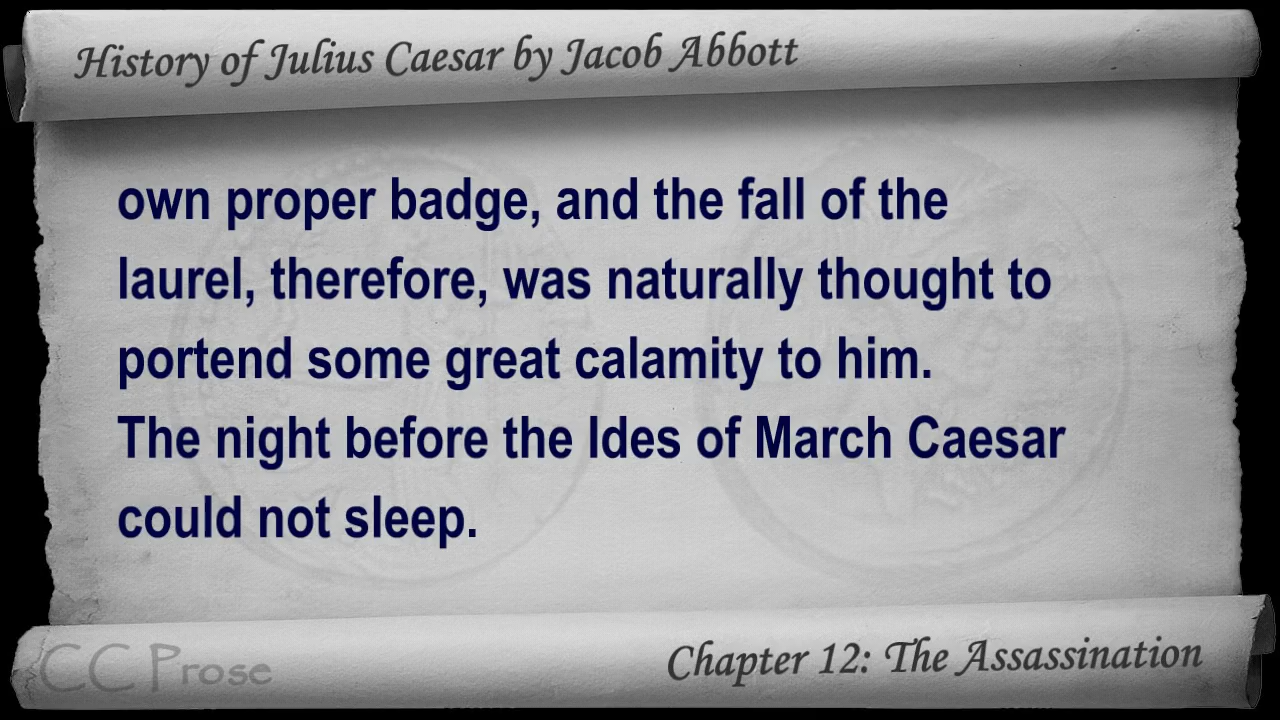 History of Julius Caesar by Jacob Abbott
own proper badge, and the fall of the
laurel, therefore, was naturally thought to
portend some great calamity to him.
The night before the Ides of March Caesar
could not sleep.
CC Prose
Chapter 12: The Assassination